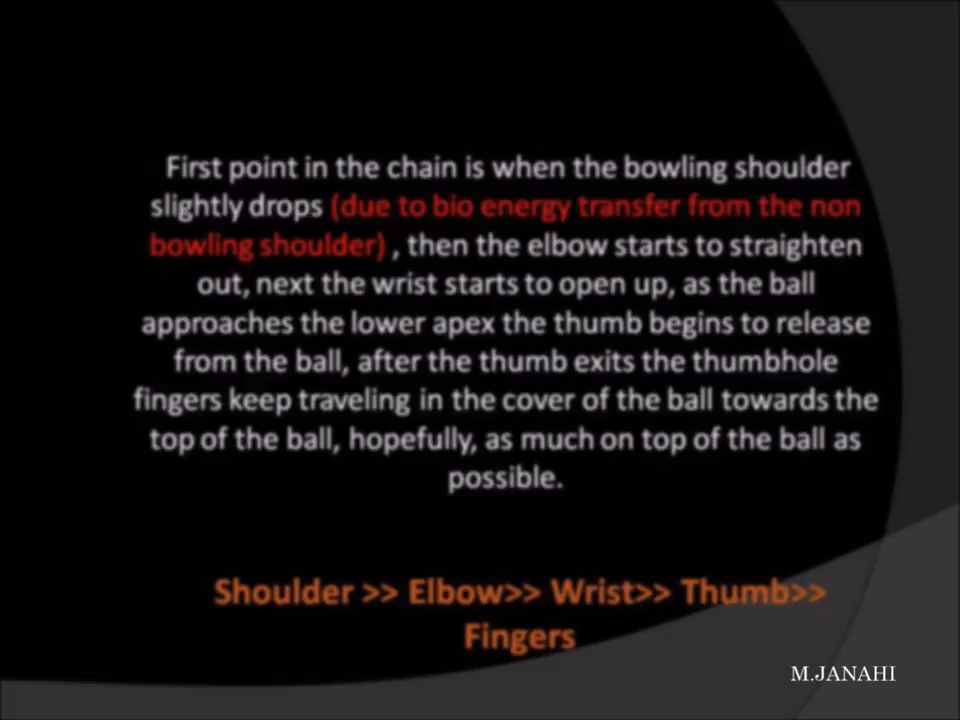 First point in the chain is when the bowling shoulder
slightly drops (due to bio energy transfer from the non
bowling shoulder) , then the elbow starts to straighten
out, next the wrist starts to open up, as the ball
approaches the lower apex the thumb begins to release
from the ball, after the thumb exits the thumbhole
fingers keep traveling in the cover of the ball towards the
top of the ball, hopefully, as much on top of the ball as
possible.
Shoulder >> Elbow>> Wrist>> Thumb>>
Fingers
M.JANAHI